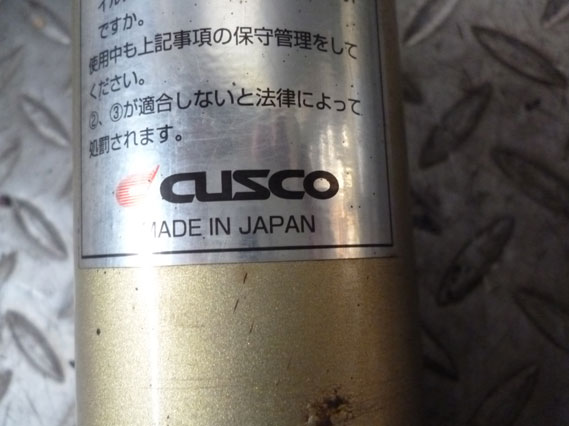 ですか。
使用中も上記事項の保守管理をして
ください。
②、③が適合しないと法律によって
処罰されます。
CUSCO
MADE IN JAPAN